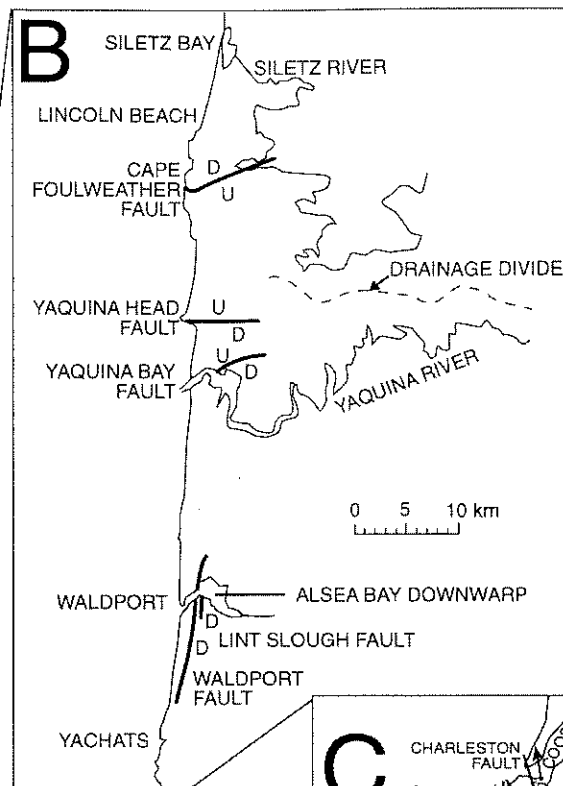 B
SILETZ BAY
SILETZ RIVER
LINCOLN BEACH
CAPE
FOULWEATHER
FAULT
D
U
DRAINAGE DIVIDE
YAQUINA HEAD
FAULT
U
D
YAQUINA BAY
FAULT
U
D
YAQUINA RIVER
0 5 10 km
WALDPORT
ALSEA BAY DOWNWARP
D
LINT SLOUGH FAULT
D
WALDPORT
FAULT
YACHATS
C
CHARLESTON
FAULT